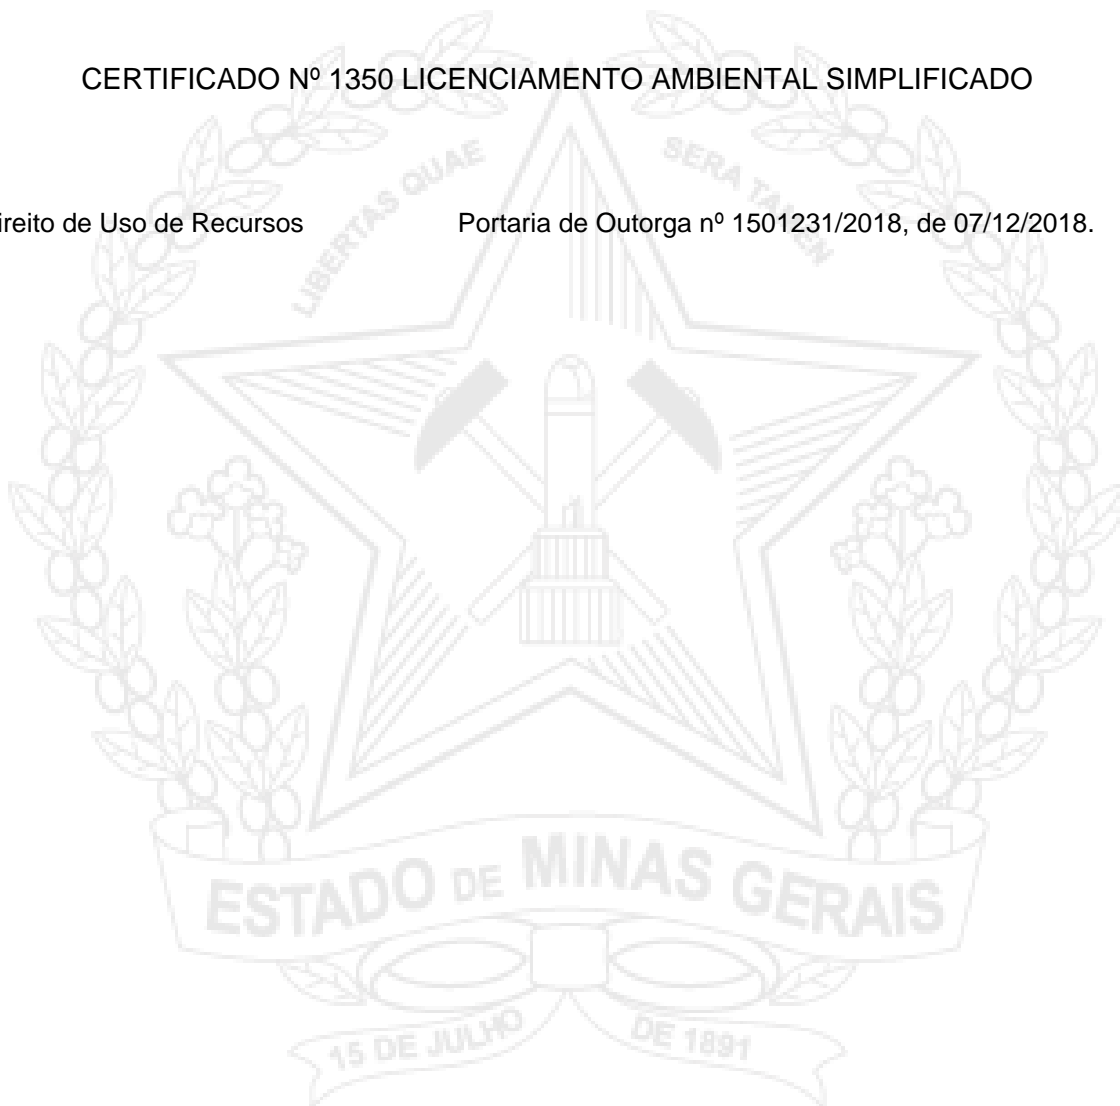 CERTIFICADO Nº 1350 LICENCIAMENTO AMBIENTAL SIMPLIFICADO
LIBERTAS QUAE SERA TAMEN
ireito de Uso de Recursos Portaria de Outorga nº 1501231/2018, de 07/12/2018.
ESTADO DE MINAS GERAIS
15 DE JULHO DE 1891